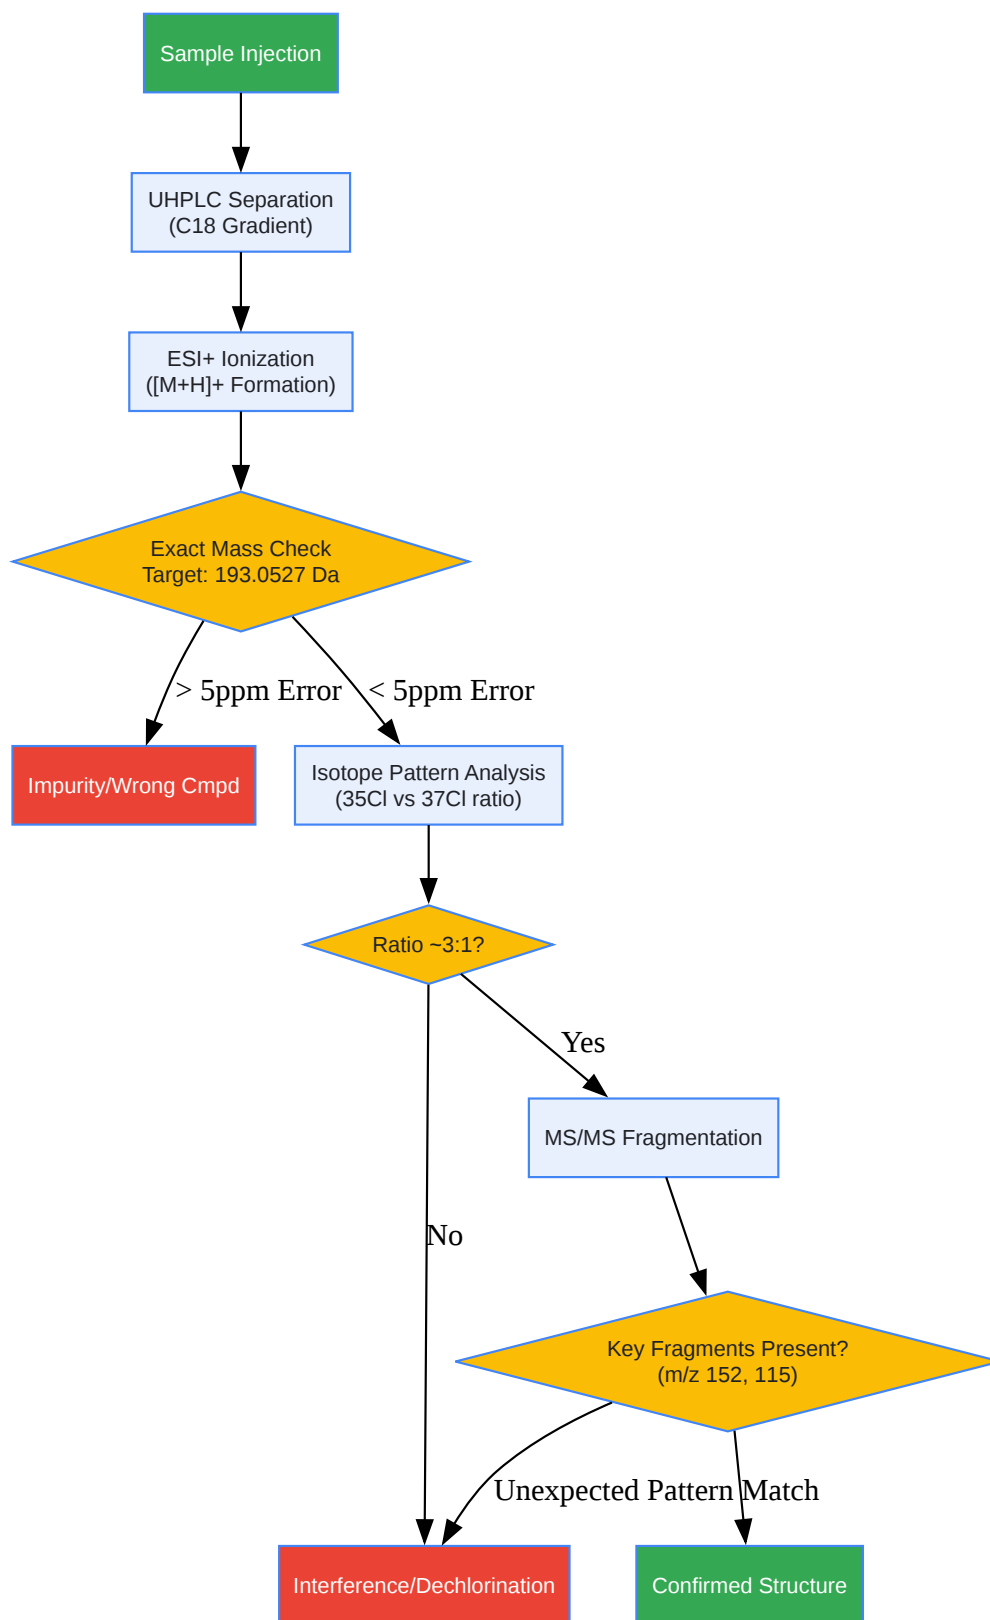 Sample Injection
UHPLC Separation
(C18 Gradient)
ESI+ Ionization
([M+H]+ Formation)
Exact Mass Check
Target: 193.0527 Da
> 5ppm Error
< 5ppm Error
Impurity/Wrong Cmpd
Isotope Pattern Analysis
(35Cl vs 37Cl ratio)
Ratio ~3:1?
Yes
MS/MS Fragmentation
No
Key Fragments Present?
(m/z 152, 115)
Unexpected Pattern
Match
Interference/Dechlorination
Confirmed Structure